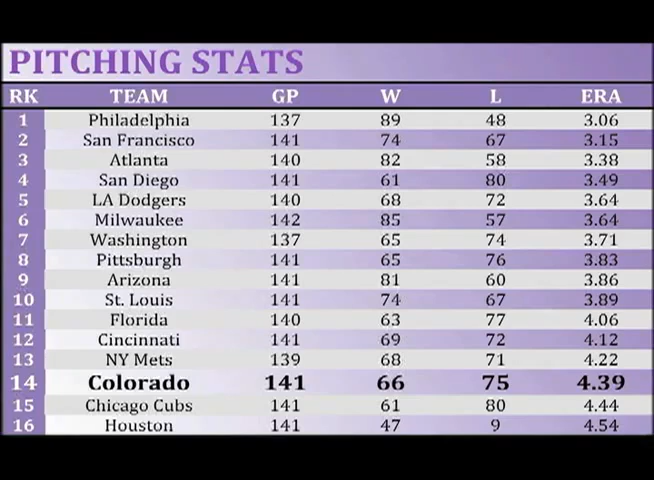 PITCHING STATS
RK TEAM GP W L ERA
1 Philadelphia 137 89 48 3.06
2 San Francisco 141 74 67 3.15
3 Atlanta 140 82 58 3.38
4 San Diego 141 61 80 3.49
5 LA Dodgers 140 68 72 3.64
6 Milwaukee 142 85 57 3.64
7 Washington 137 65 74 3.71
8 Pittsburgh 141 65 76 3.83
9 Arizona 141 81 60 3.86
10 St. Louis 141 74 67 3.89
11 Florida 140 63 77 4.06
12 Cincinnati 141 69 72 4.12
13 NY Mets 139 68 71 4.22
14 Colorado 141 66 75 4.39
15 Chicago Cubs 141 61 80 4.44
16 Houston 141 47 9 4.54